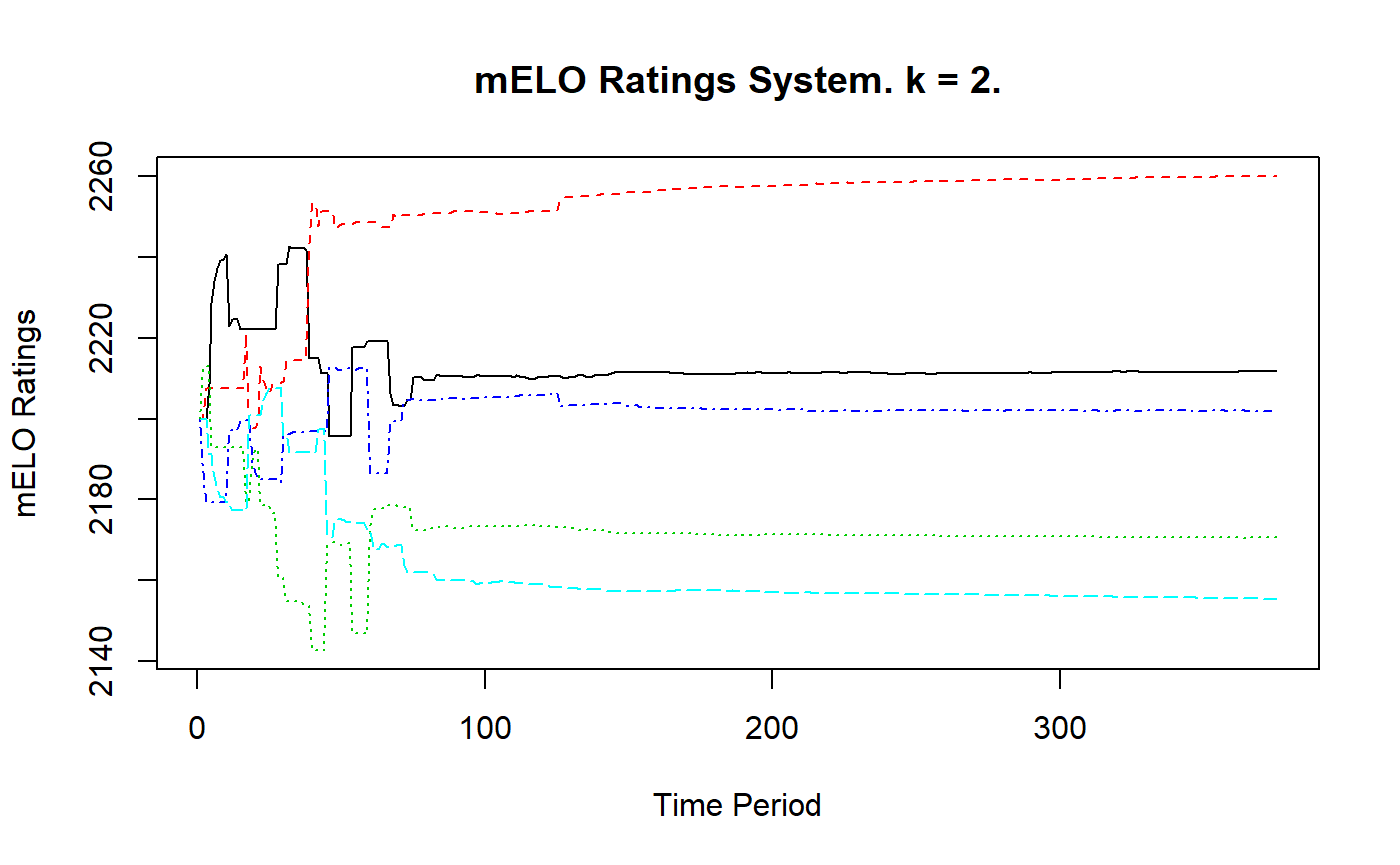 mELO Ratings System. k = 2.
mELO Ratings
2260
2220
2180
2140
0 100 200 300
Time Period